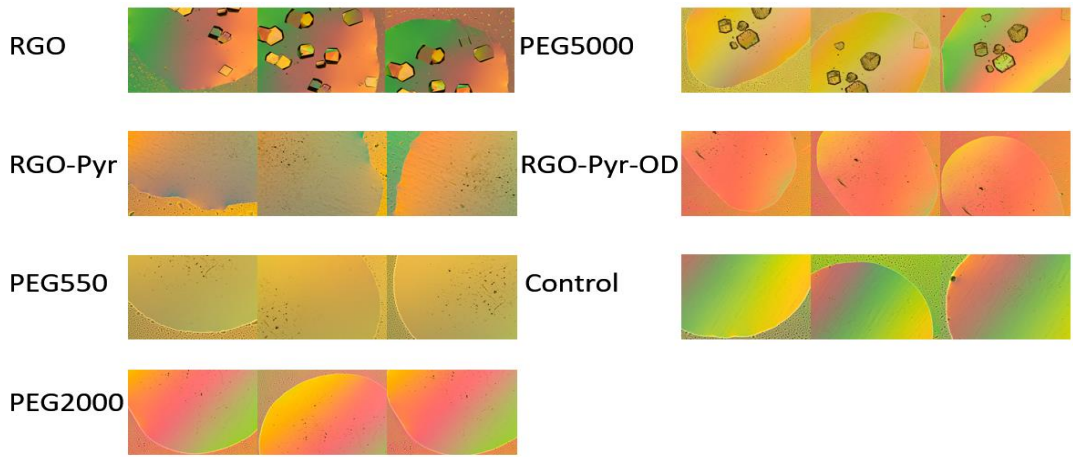 RGO
PEG5000
RGO-Pyr
RGO-Pyr-OD
PEG550
Control
PEG2000